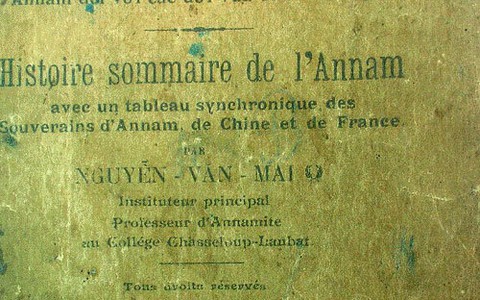 Histoire sommaire de l'Annam
avec un tableau synchronique des
Souverains d'Annam, de Chine et de France.
PAR
NGUYỄN - VĂN - MAI
Instituteur principal
Professeur d'Annamite
au Collège Chasseloup-Laubat.
Tous droits réservés